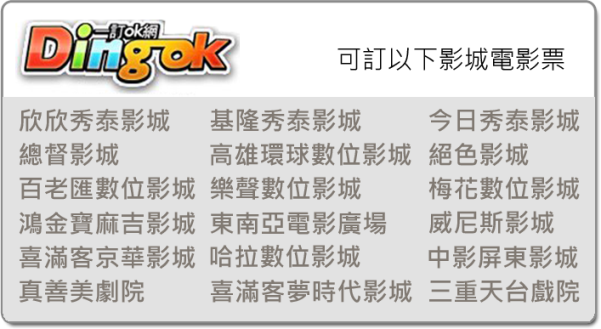 一訂ok網
Dingok
可訂以下影城電影票
欣欣秀泰影城 基隆秀泰影城 今日秀泰影城
總督影城 高雄環球數位影城 絕色影城
百老匯數位影城 樂聲數位影城 梅花數位影城
鴻金寶麻吉影城 東南亞電影廣場 威尼斯影城
喜滿客京華影城 哈拉數位影城 中影屏東影城
真善美劇院 喜滿客夢時代影城 三重天台戲院